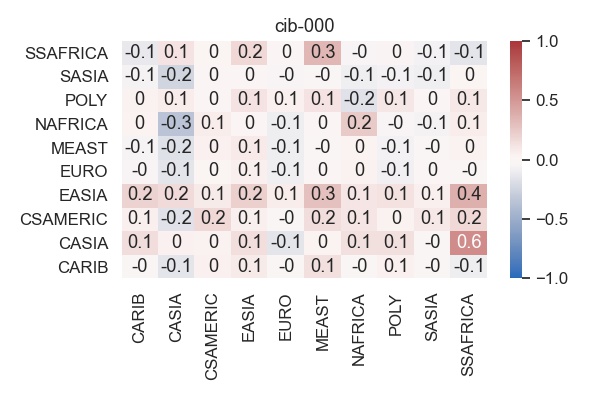 cib-000
SSAFRICA -0.1 0.1 0 0.2 0 0.3 -0 0 -0.1 -0.1
SASIA -0.1 -0.2 0 0 -0 -0 -0.1 -0.1 -0.1 0
POLY 0 0.1 0 0.1 0.1 0.1 -0.2 0.1 0 0.1
NAFRICA 0 -0.3 0.1 0 -0.1 0 0.2 -0 -0.1 0.1
MEAST -0.1 -0.2 0 0.1 -0.1 -0 0 -0.1 -0 0
EURO -0 -0.1 0 0.1 -0.1 0 0 -0.1 0 -0
EASIA 0.2 0.2 0.1 0.2 0.1 0.3 0.1 0.1 0.1 0.4
CSAMERIC 0.1 -0.2 0.2 0.1 -0 0.2 0.1 0 0.1 0.2
CASIA 0.1 0 0 0.1 -0.1 0 0.1 0.1 -0 0.6
CARIB -0 -0.1 0 0.1 -0 0.1 -0 0.1 -0 -0.1
CARIB CASIA CSAMERIC EASIA EURO MEAST NAFRICA POLY SASIA SSAFRICA
1.0
0.5
0.0
−0.5
−1.0